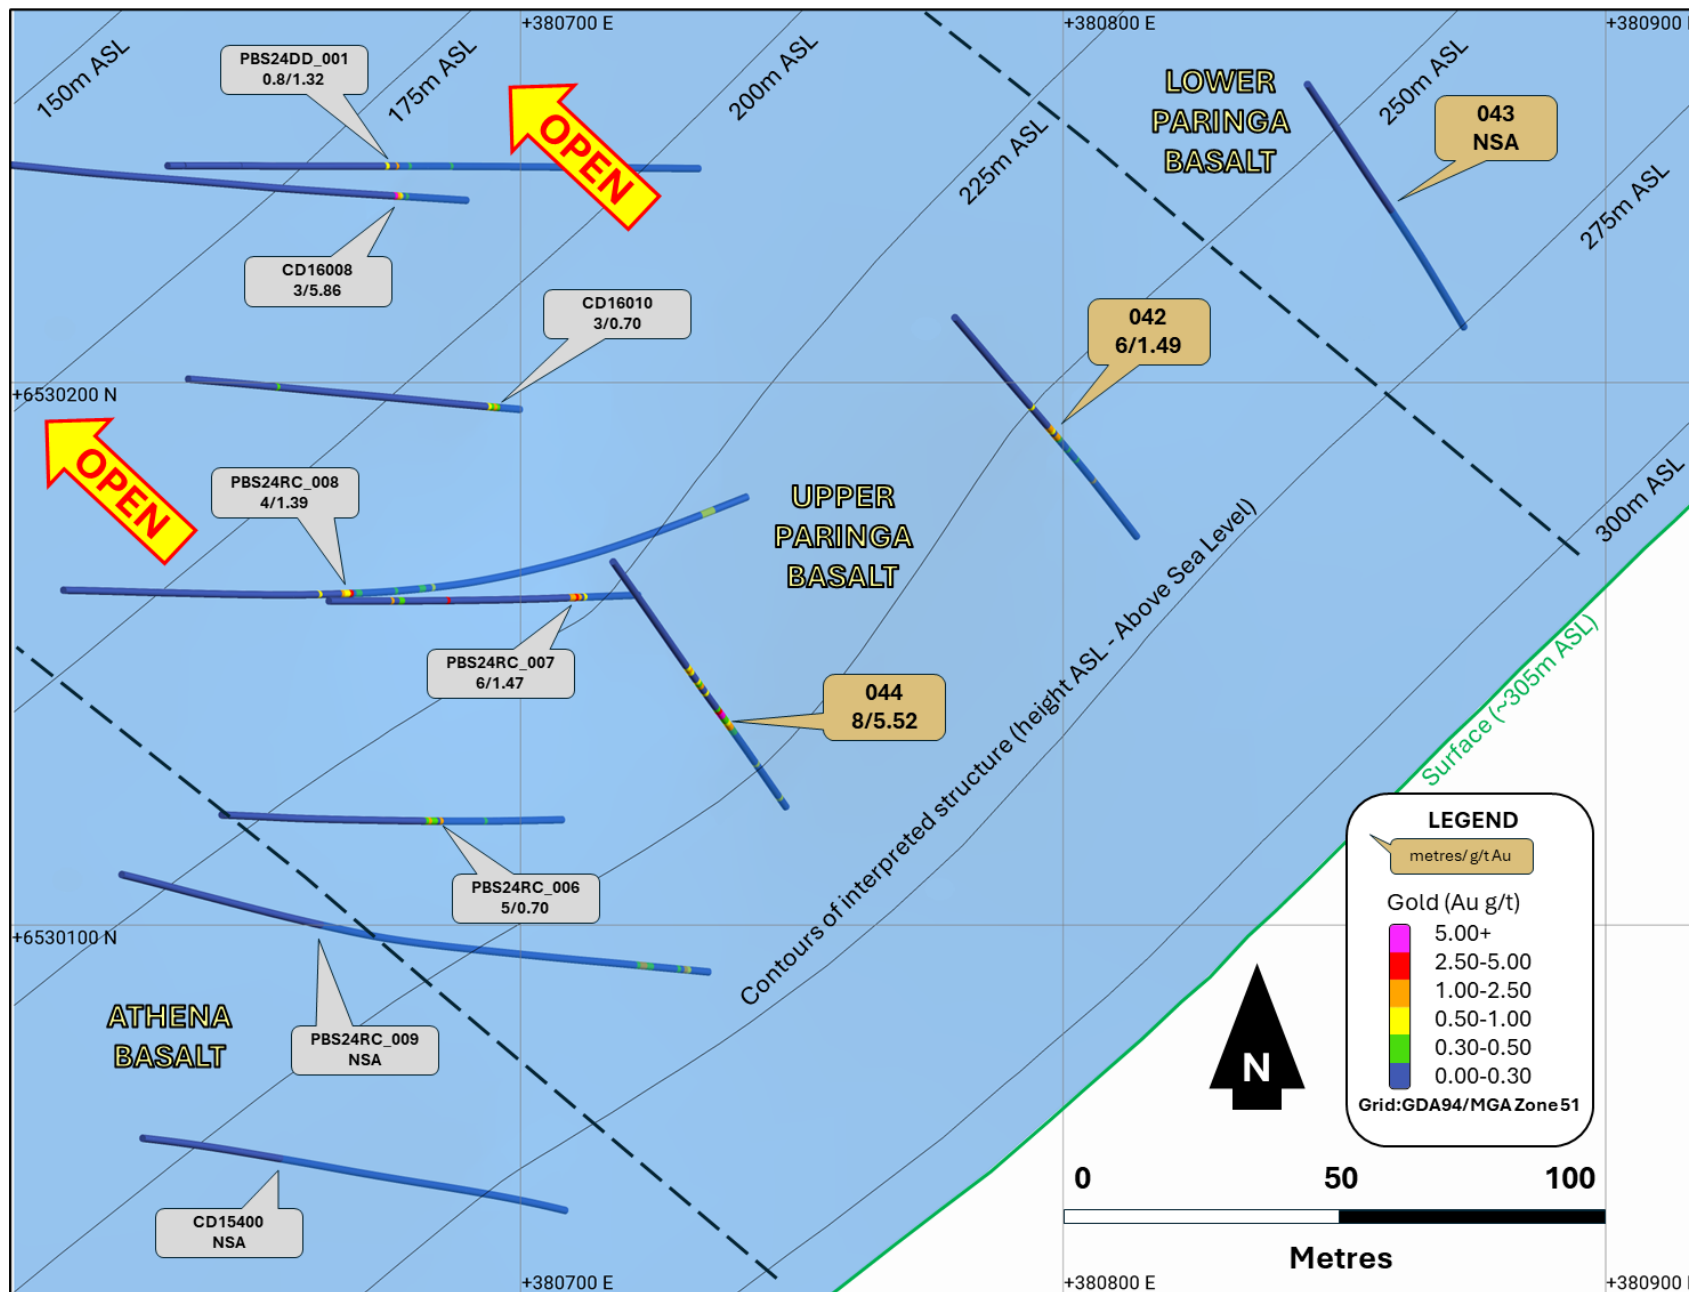 +380700 E
+380800 E
+380900 E
150m ASL
175m ASL
200m ASL
225m ASL
250m ASL
275m ASL
300m ASL
PBS24DD_001
0.8/1.32
OPEN
LOWER
PARINGA
BASALT
043
NSA
CD16008
3/5.86
CD16010
3/0.70
042
6/1.49
+6530200 N
OPEN
PBS24RC_008
4/1.39
UPPER
PARINGA
BASALT
PBS24RC_007
6/1.47
044
8/5.52
Contours of interpreted structure (height ASL - Above Sea Level)
Surface (~305m ASL)
PBS24RC_006
5/0.70
+6530100 N
ATHENA
BASALT
PBS24RC_009
NSA
CD15400
NSA
N
LEGEND
metres/g/t Au
Gold (Au g/t)
5.00+
2.50-5.00
1.00-2.50
0.50-1.00
0.30-0.50
0.00-0.30
Grid:GDA94/MGA Zone 51
0 50 100
Metres
+380700 E
+380800 E
+380900 E